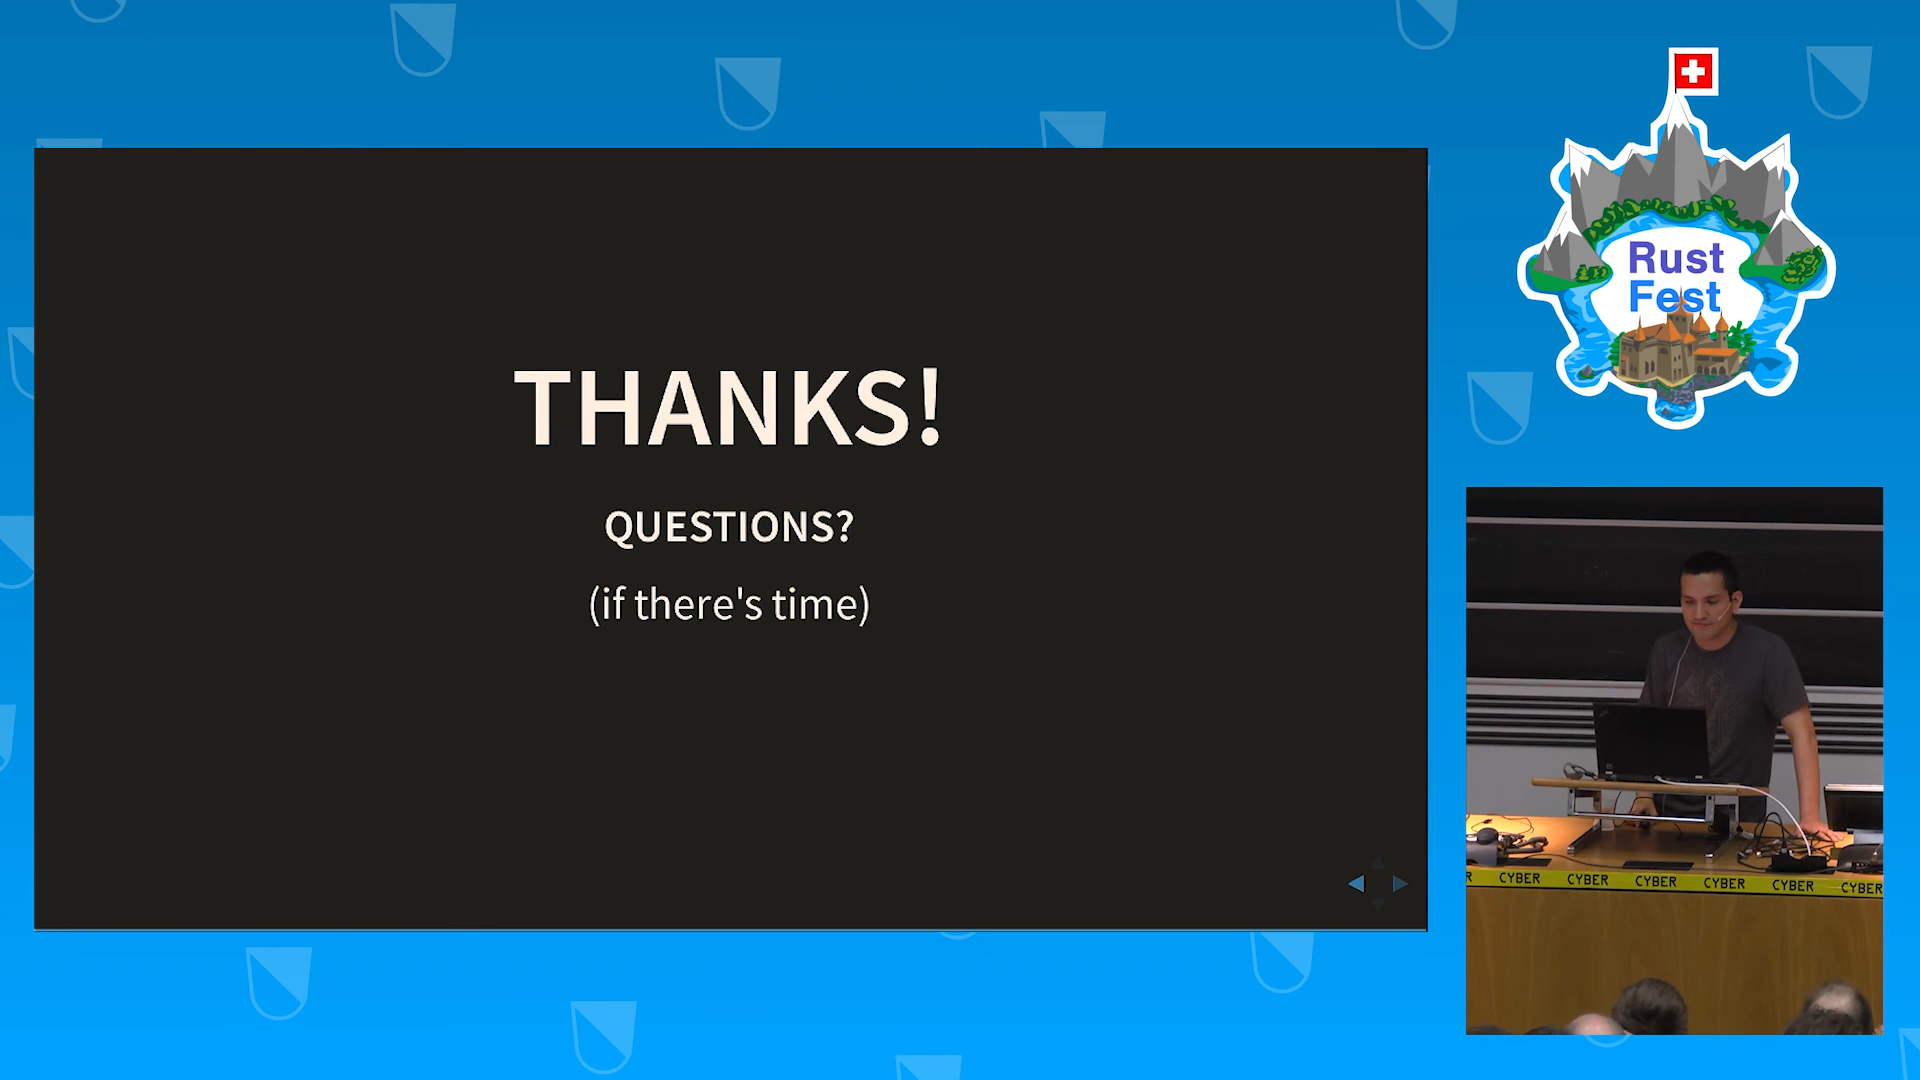 THANKS!
QUESTIONS?
(if there's time)
Rust
Fest
R CYBER CYBER CYBER CYBER CYBER CYBER